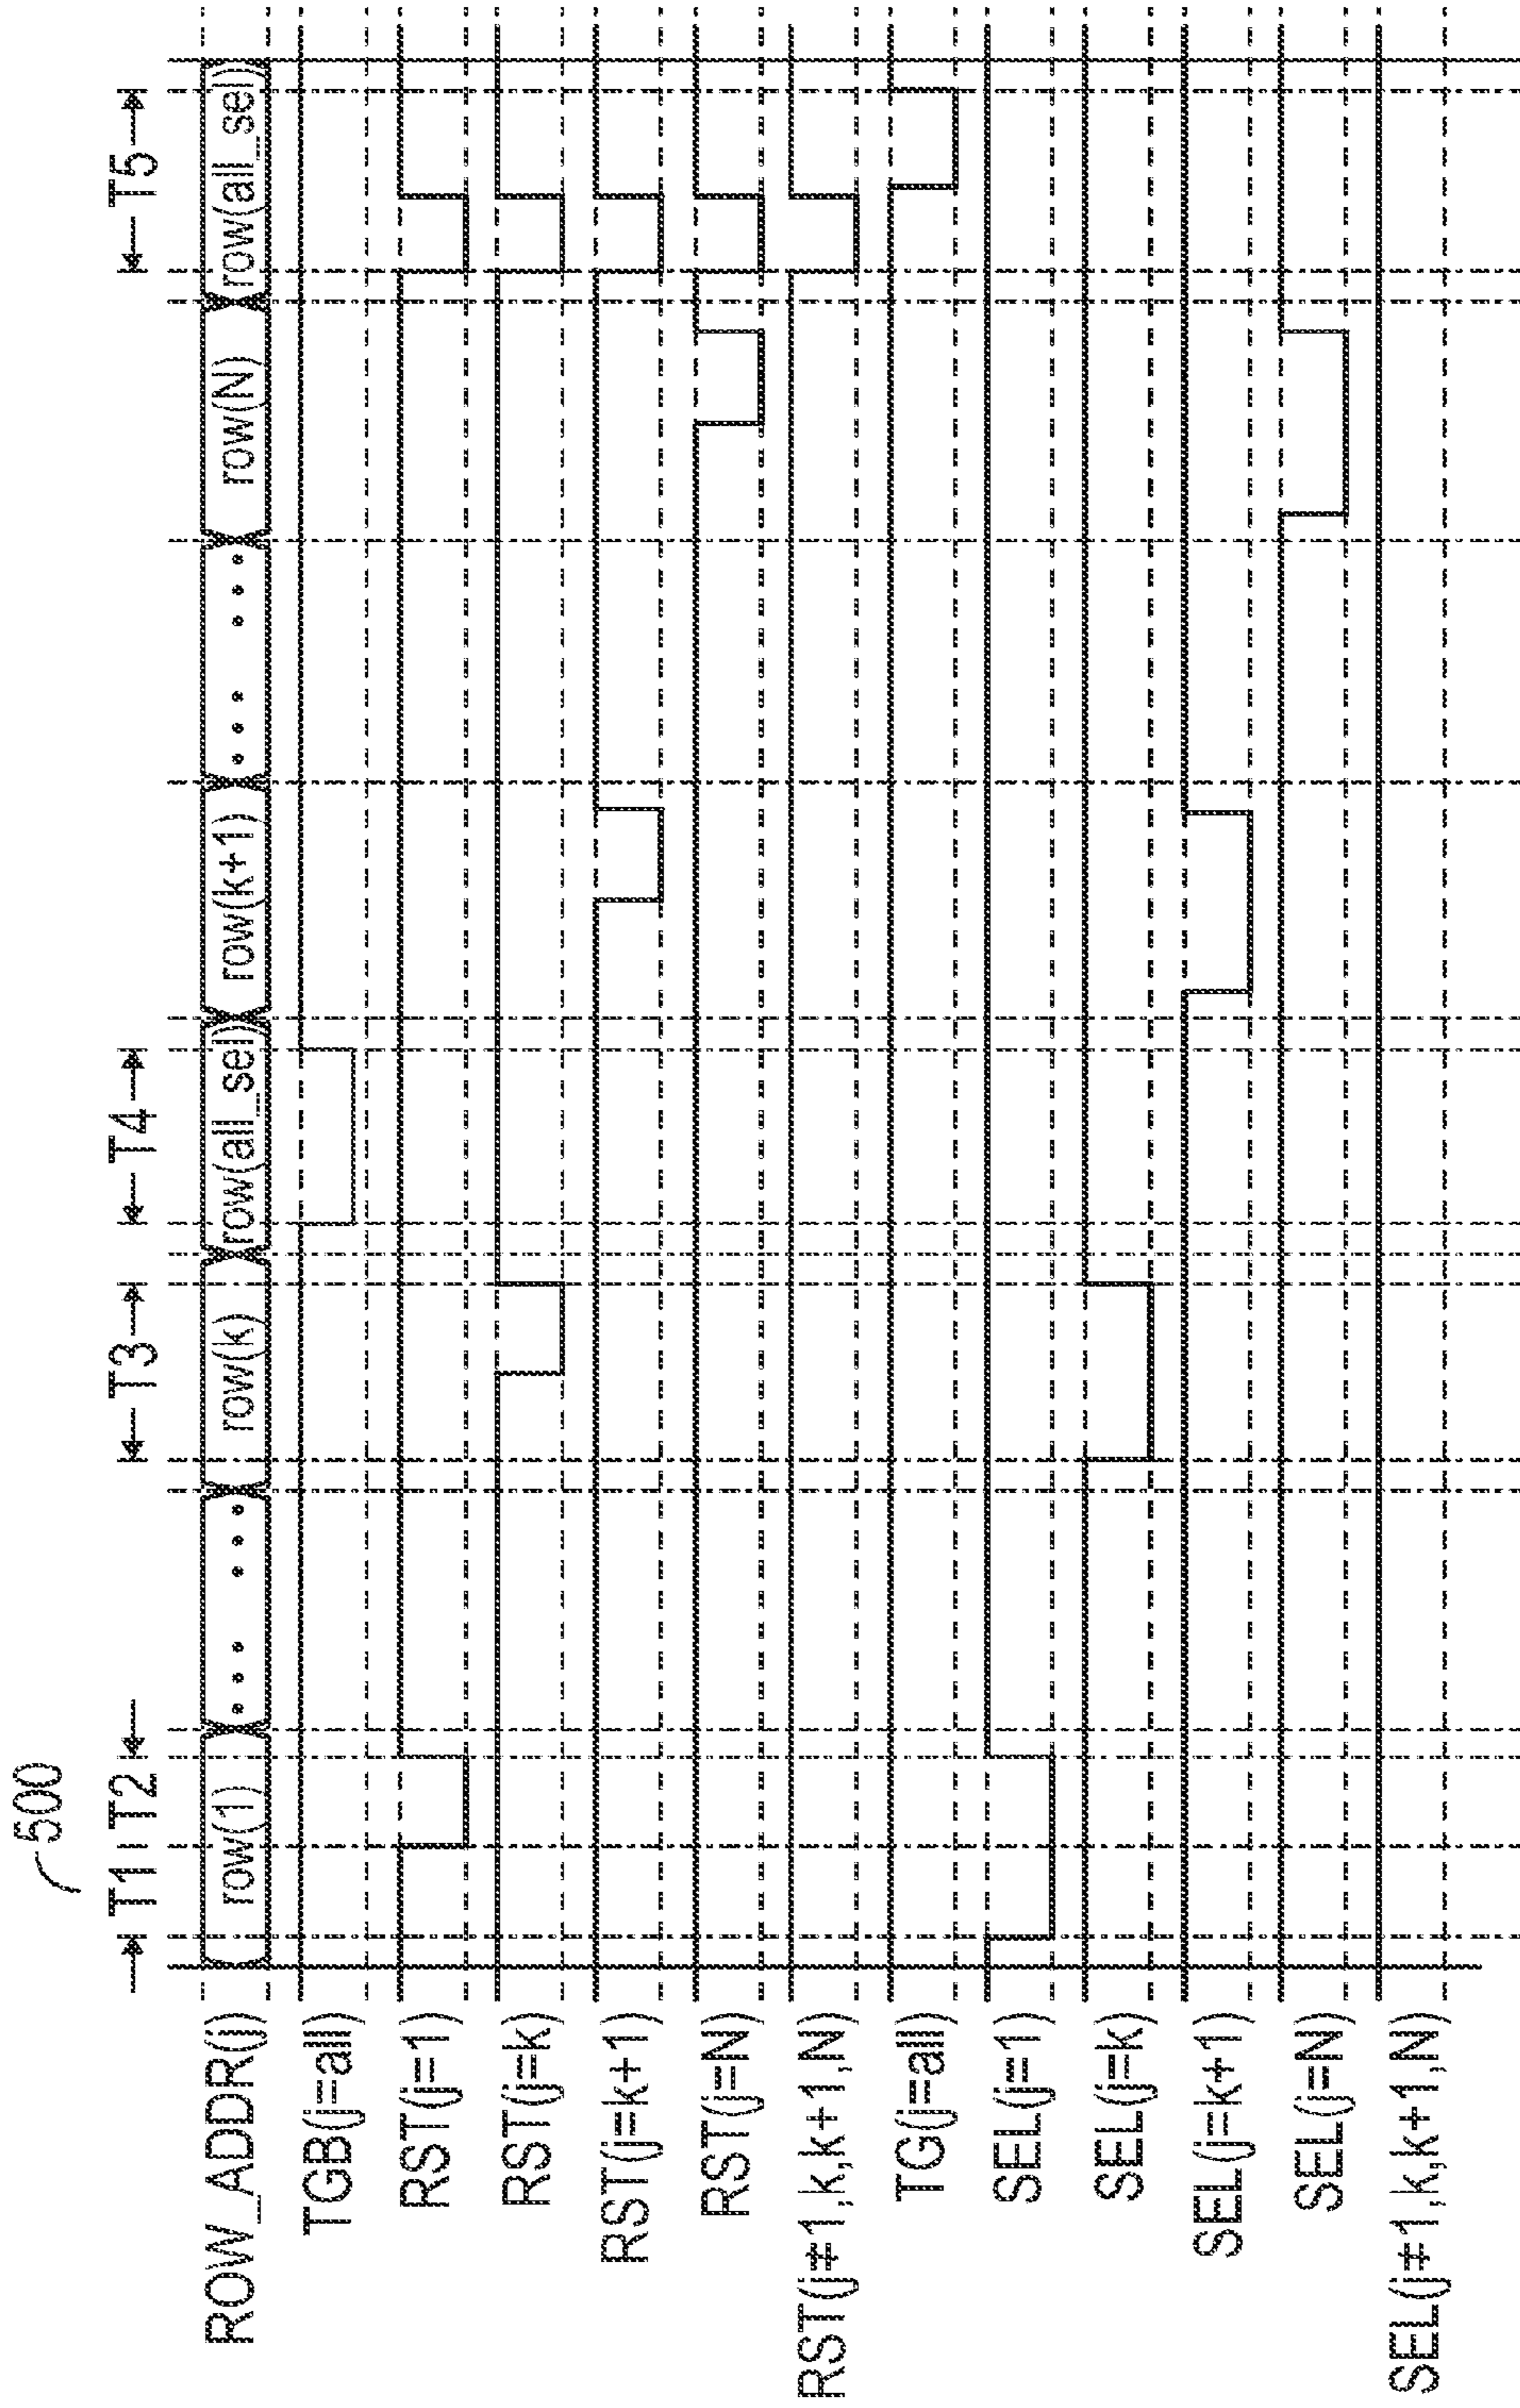 500
T1 T2 T3 T4 T5
ROW_ADDR(j) row(1) • • • • • • row(k) row(all_sel) row(k+1) • • • • • • row(N) row(all_sel)
TGB(j=all)
RST(j=1)
RST(j=k)
RST(j=k+1)
RST(j=N)
RST(j≠1,k,k+1,N)
TG(j=all)
SEL(j=1)
SEL(j=k)
SEL(j=k+1)
SEL(j=N)
SEL(j≠1,k,k+1,N)